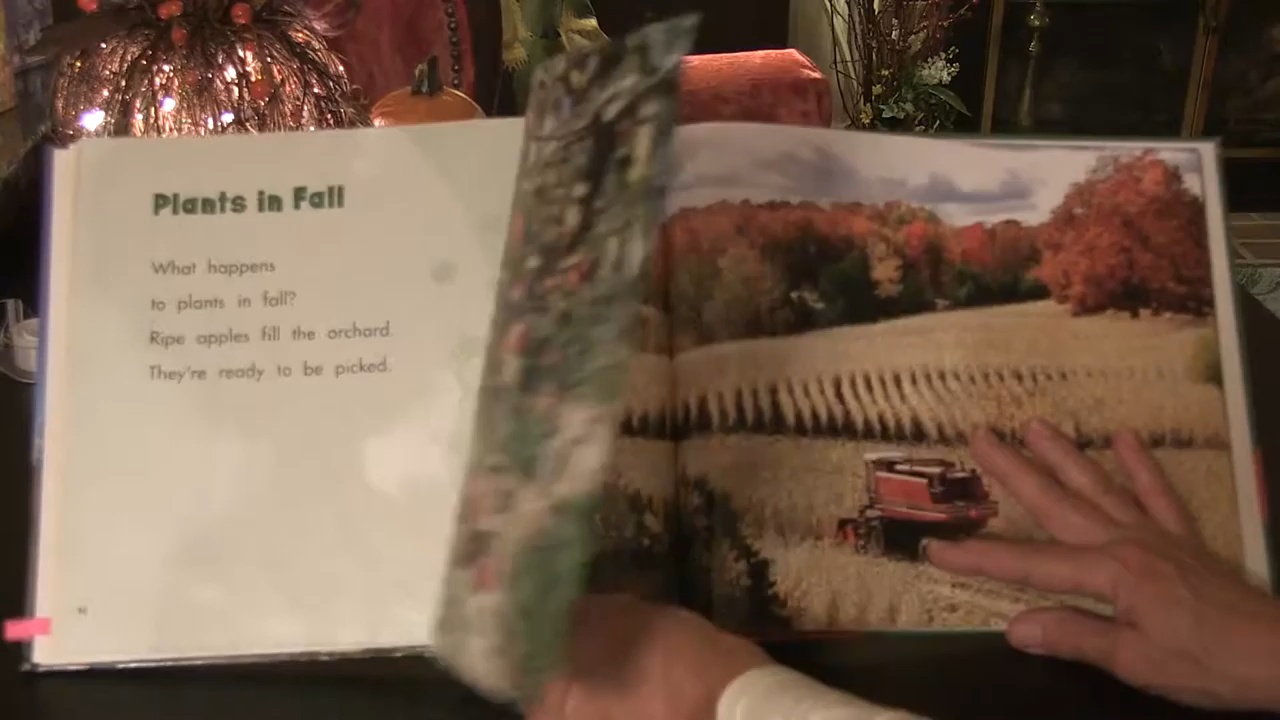 Plants in Fall
What happens
to plants in fall?
Ripe apples fill the orchard.
They're ready to be picked.